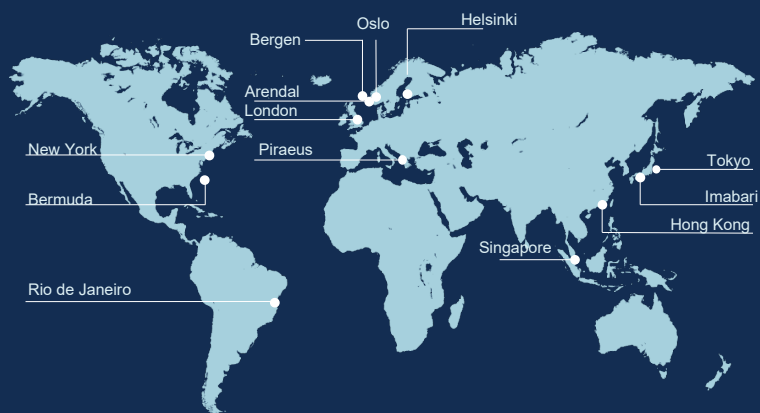 Oslo
Helsinki
Bergen
Arendal
London
New York
Piraeus
Tokyo
Bermuda
Imabari
Hong Kong
Singapore
Rio de Janeiro